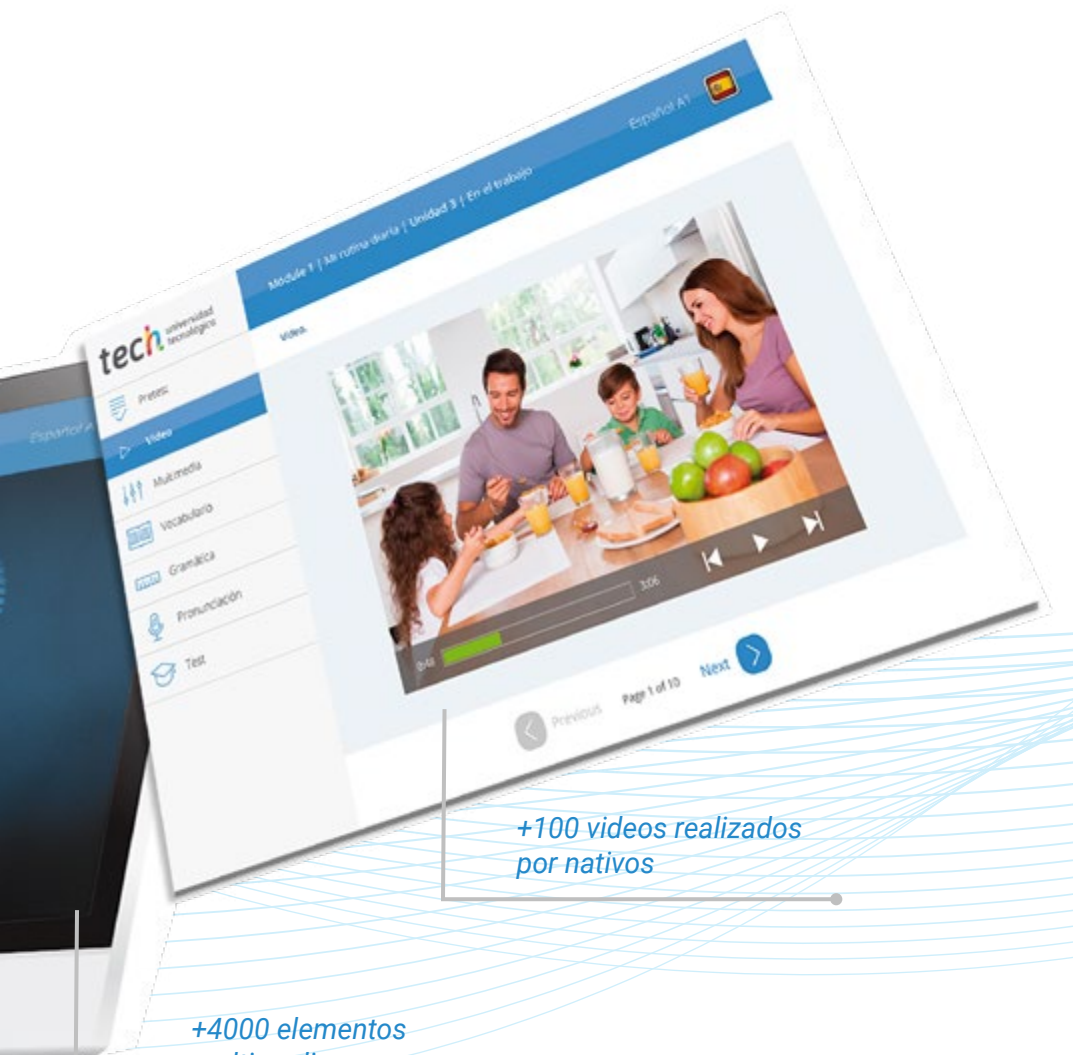 Español A1
Module 1 | Mi rutina diaria | Unidad 3 | En el trabajo
tech universidad
tecnológica
Video
Pretest
Video
Multimedia
Vocabulario
Gramática
Pronunciación
Test
Español A
0:48
3:06
Previous
Page 1 of 10
Next
+100 videos realizados
por nativos
+4000 elementos